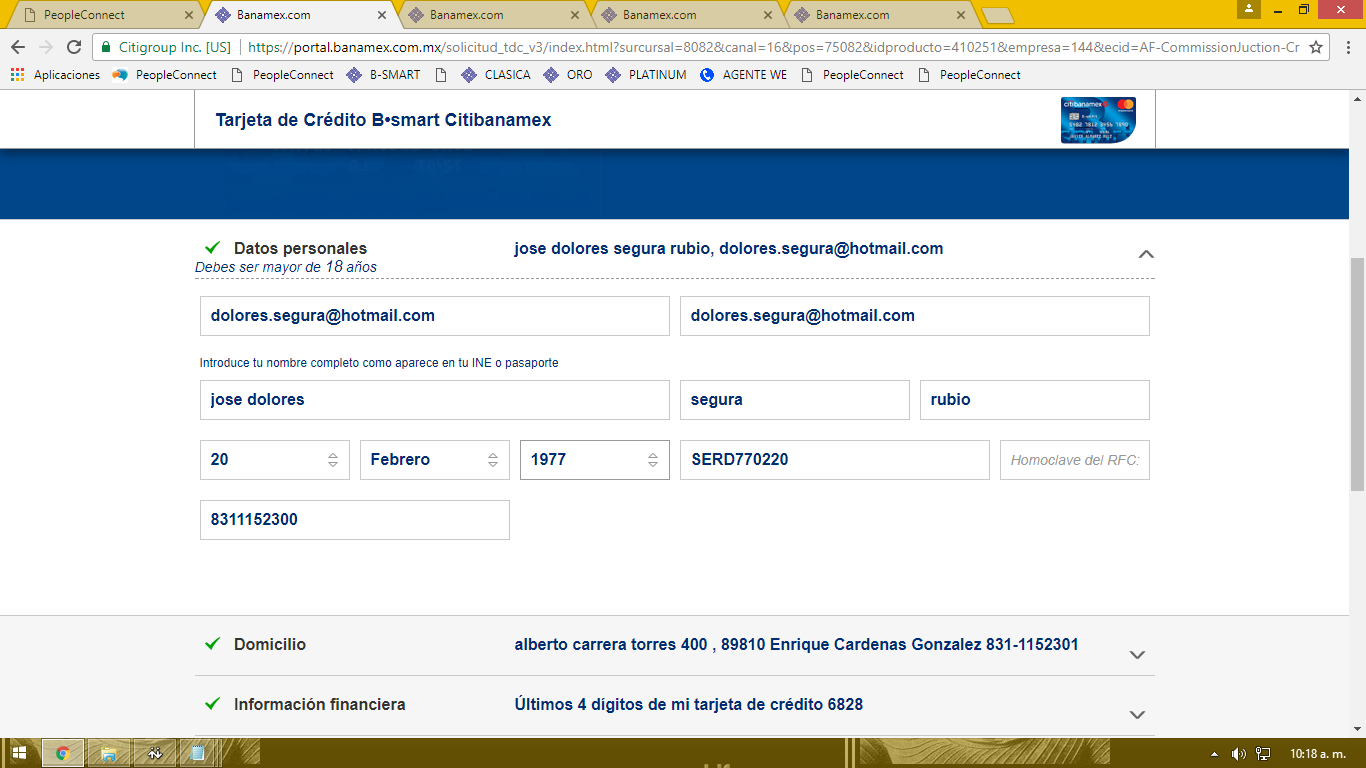 PeopleConnect Banamex.com Banamex.com Banamex.com Banamex.com
Citigroup Inc. [US] https://portal.banamex.com.mx/solicitud_tdc_v3/index.html?surcursal=8082&canal=16&pos=75082&idproducto=410251&empresa=144&ecid=AF-CommissionJuction-Cr
Aplicaciones PeopleConnect PeopleConnect B-SMART CLASICA ORO PLATINUM AGENTE WE PeopleConnect PeopleConnect
Tarjeta de Crédito B•smart Citibanamex
citibanamex
Datos personales jose dolores segura rubio, dolores.segura@hotmail.com
Debes ser mayor de 18 años
dolores.segura@hotmail.com dolores.segura@hotmail.com
Introduce tu nombre completo como aparece en tu INE o pasaporte
jose dolores segura rubio
20 Febrero 1977 SERD770220 Homoclave del RFC:
8311152300
Domicilio alberto carrera torres 400 , 89810 Enrique Cardenas Gonzalez 831-1152301
Información financiera Últimos 4 dígitos de mi tarjeta de crédito 6828
10:18 a. m.